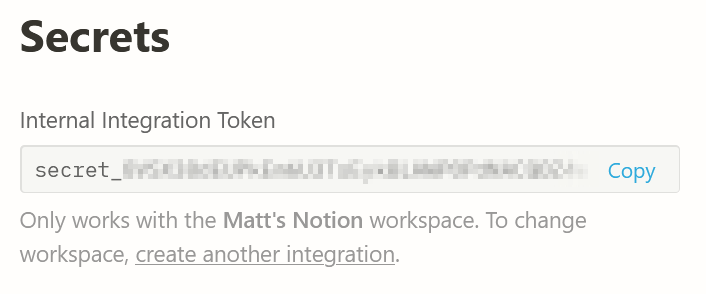 Secrets
Internal Integration Token
secret_
Copy
Only works with the Matt's Notion workspace. To change
workspace, create another integration.